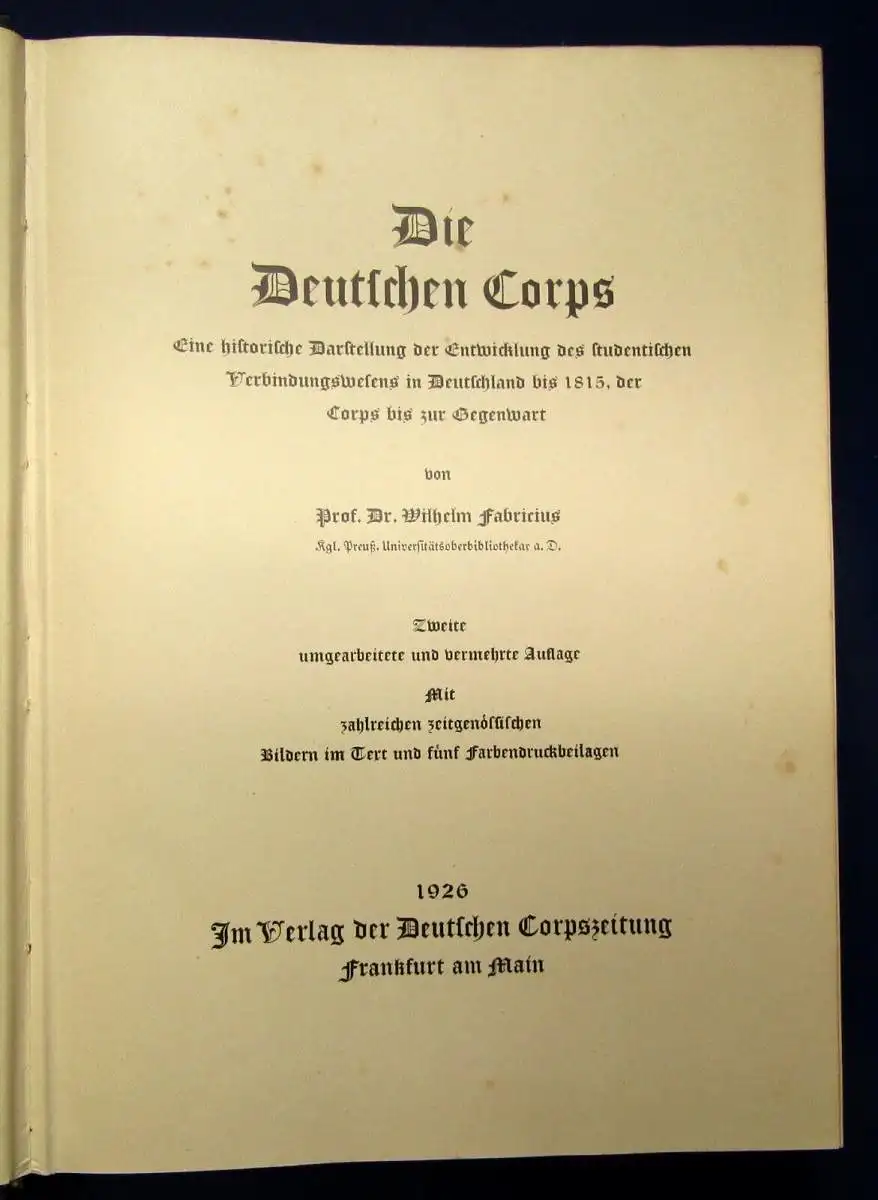 Die
Deutſchen Corps
Eine hiſtoriſche Darſtellung der Entwicklung des ſtudentiſchen
Verbindungsweſens in Deutſchland bis 1815, der
Corps bis zur Gegenwart
von
Prof. Dr. Wilhelm Fabricius
Kgl. Preuß. Univerſitätsoberbibliothekar a. D.
Zweite
umgearbeitete und vermehrte Auflage
Mit
zahlreichen zeitgenöſſiſchen
Bildern im Text und fünf Farbendruckbeilagen
1926
Im Verlag der Deutſchen Corpszeitung
Frankfurt am Main